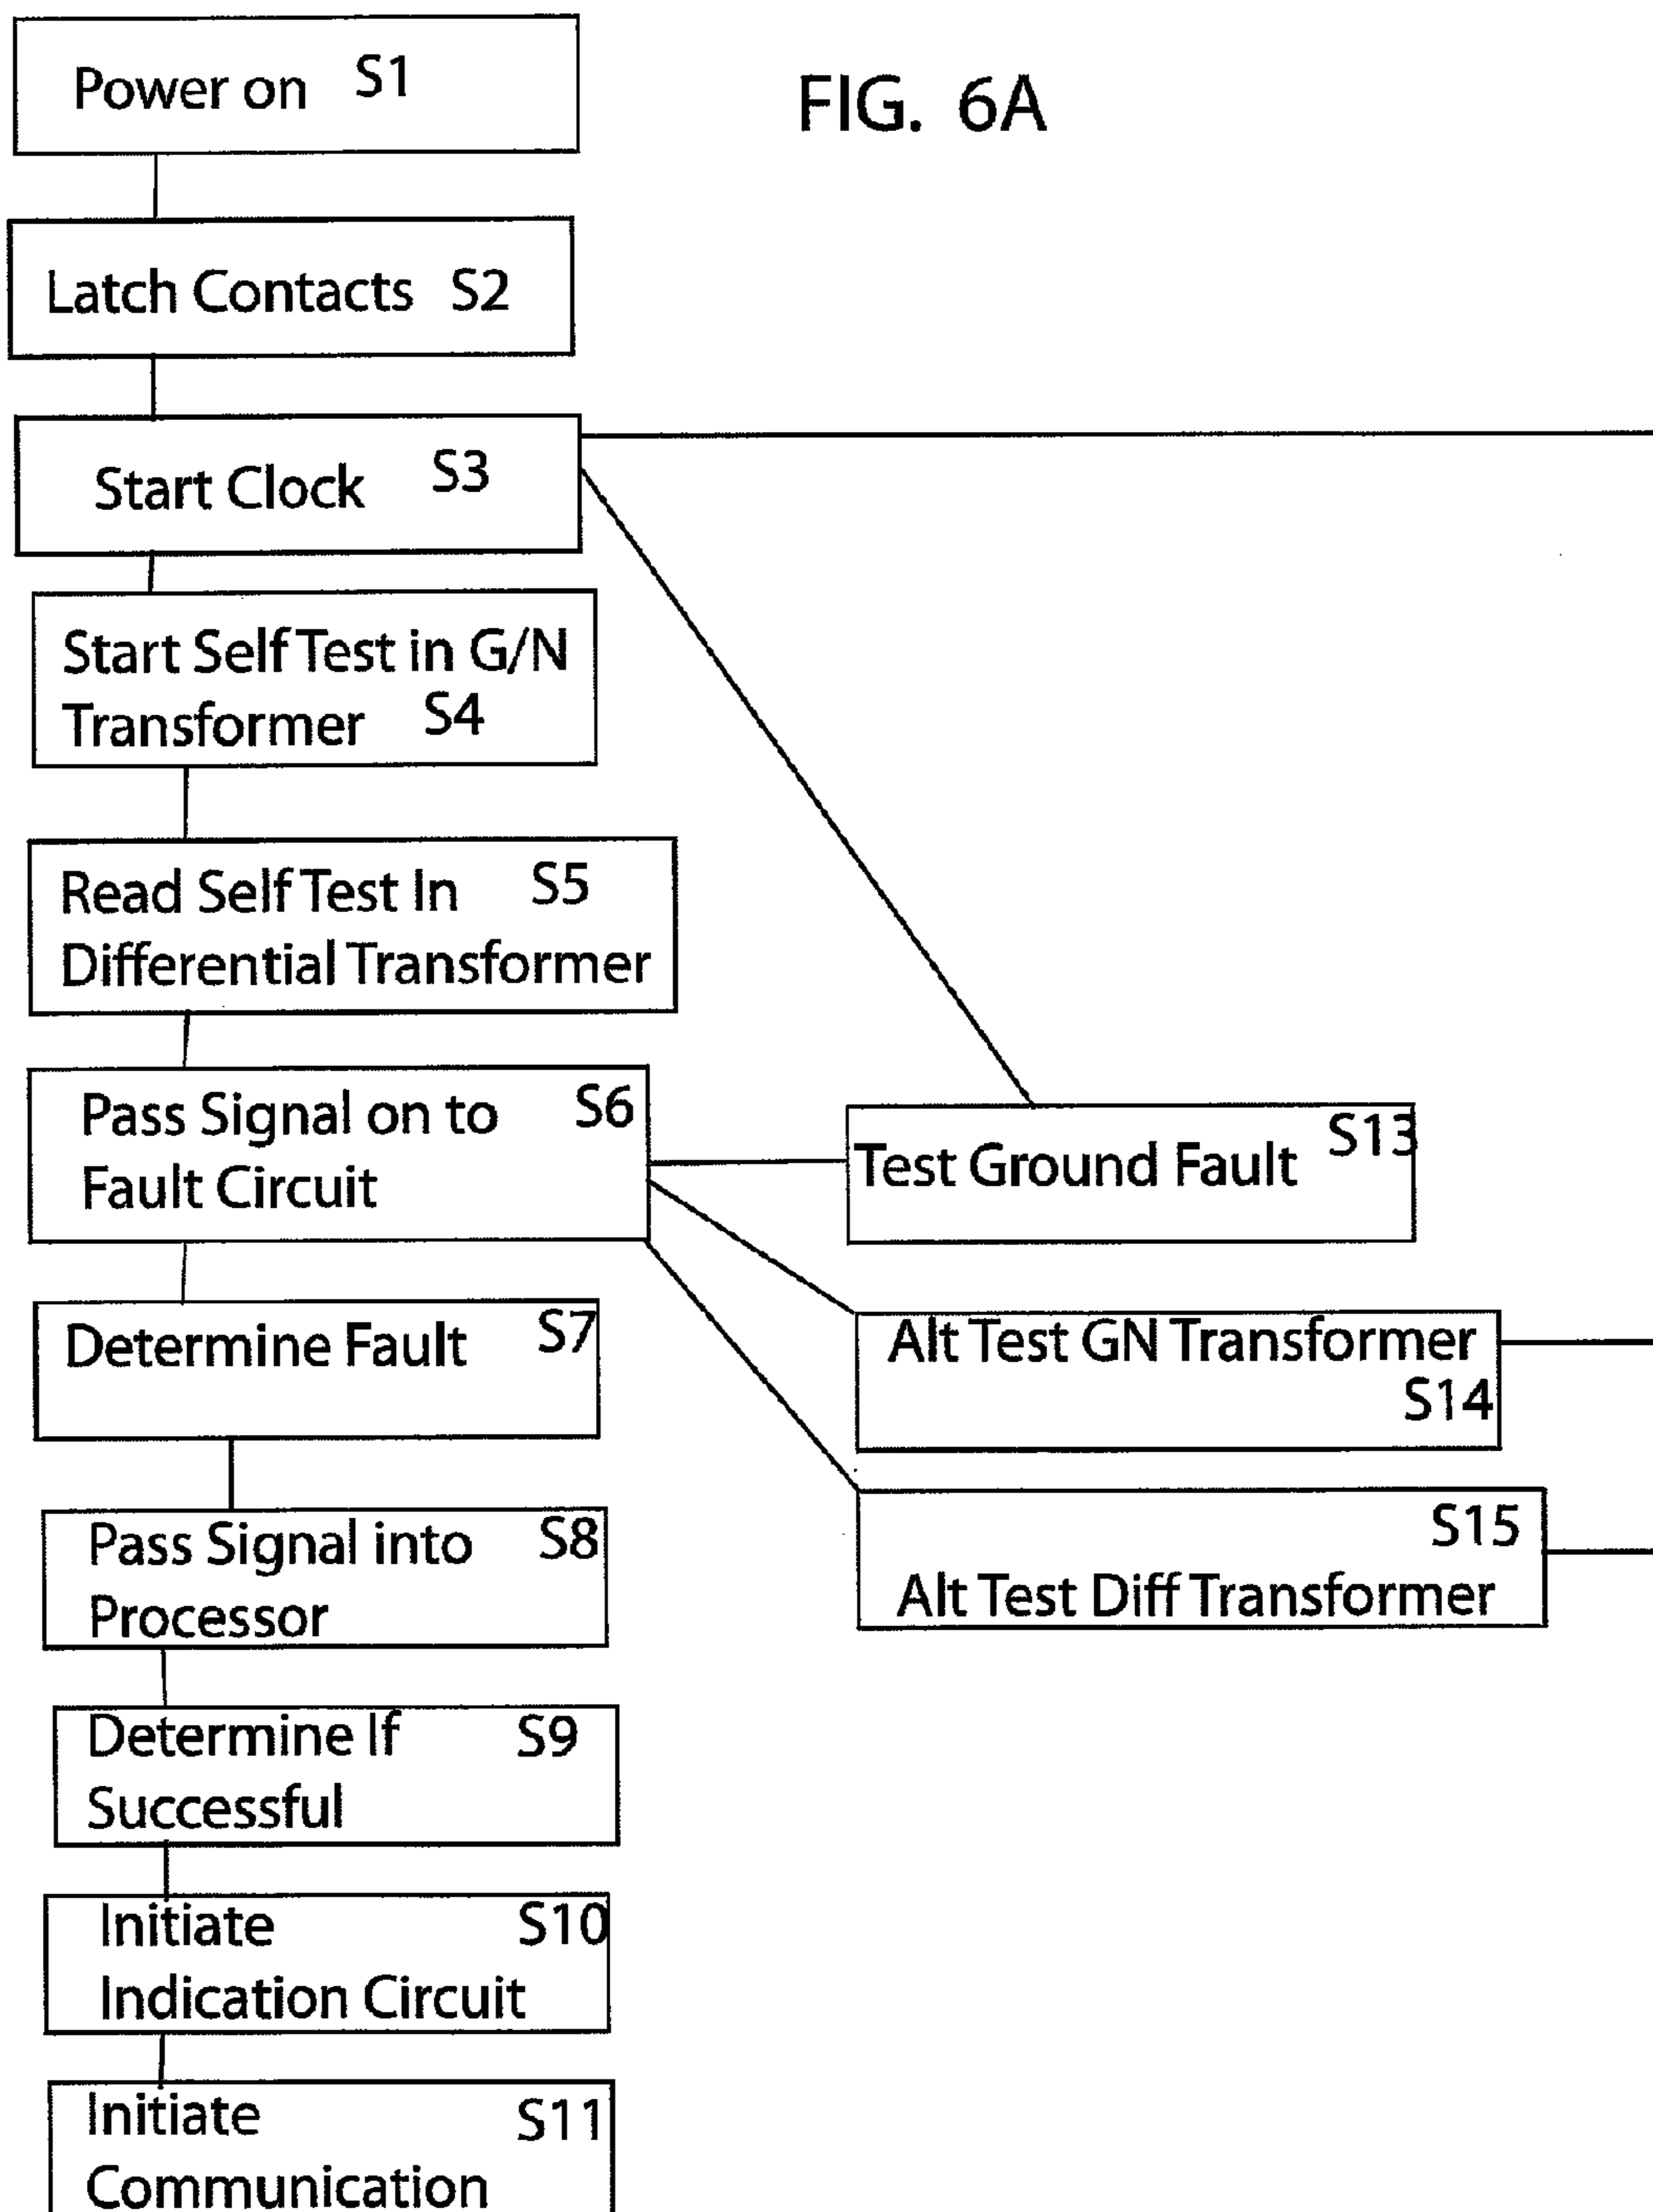 FIG. 6A
Power on S1
Latch Contacts S2
Start Clock S3
Start Self Test in G/N
Transformer S4
Read Self Test In S5
Differential Transformer
Pass Signal on to S6
Fault Circuit
Test Ground Fault S13
Determine Fault S7
Alt Test GN Transformer
S14
Pass Signal into S8
Processor
S15
Alt Test Diff Transformer
Determine If S9
Successful
Initiate S10
Indication Circuit
Initiate S11
Communication